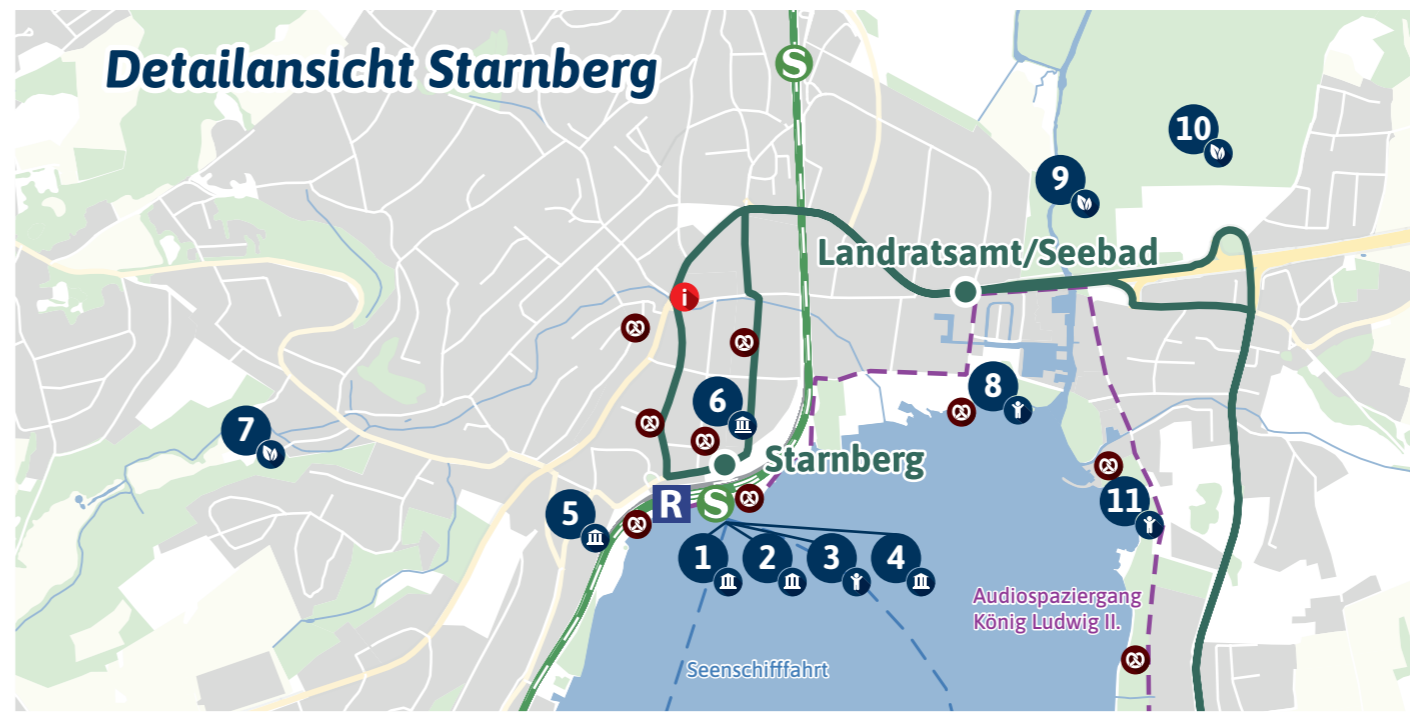 Detailansicht Starnberg
S
10
9
Landratsamt/Seebad
i
8
6
7
Starnberg
R
S
5
11
1
2
3
4
Audiospaziergang
König Ludwig II.
Seenschifffahrt